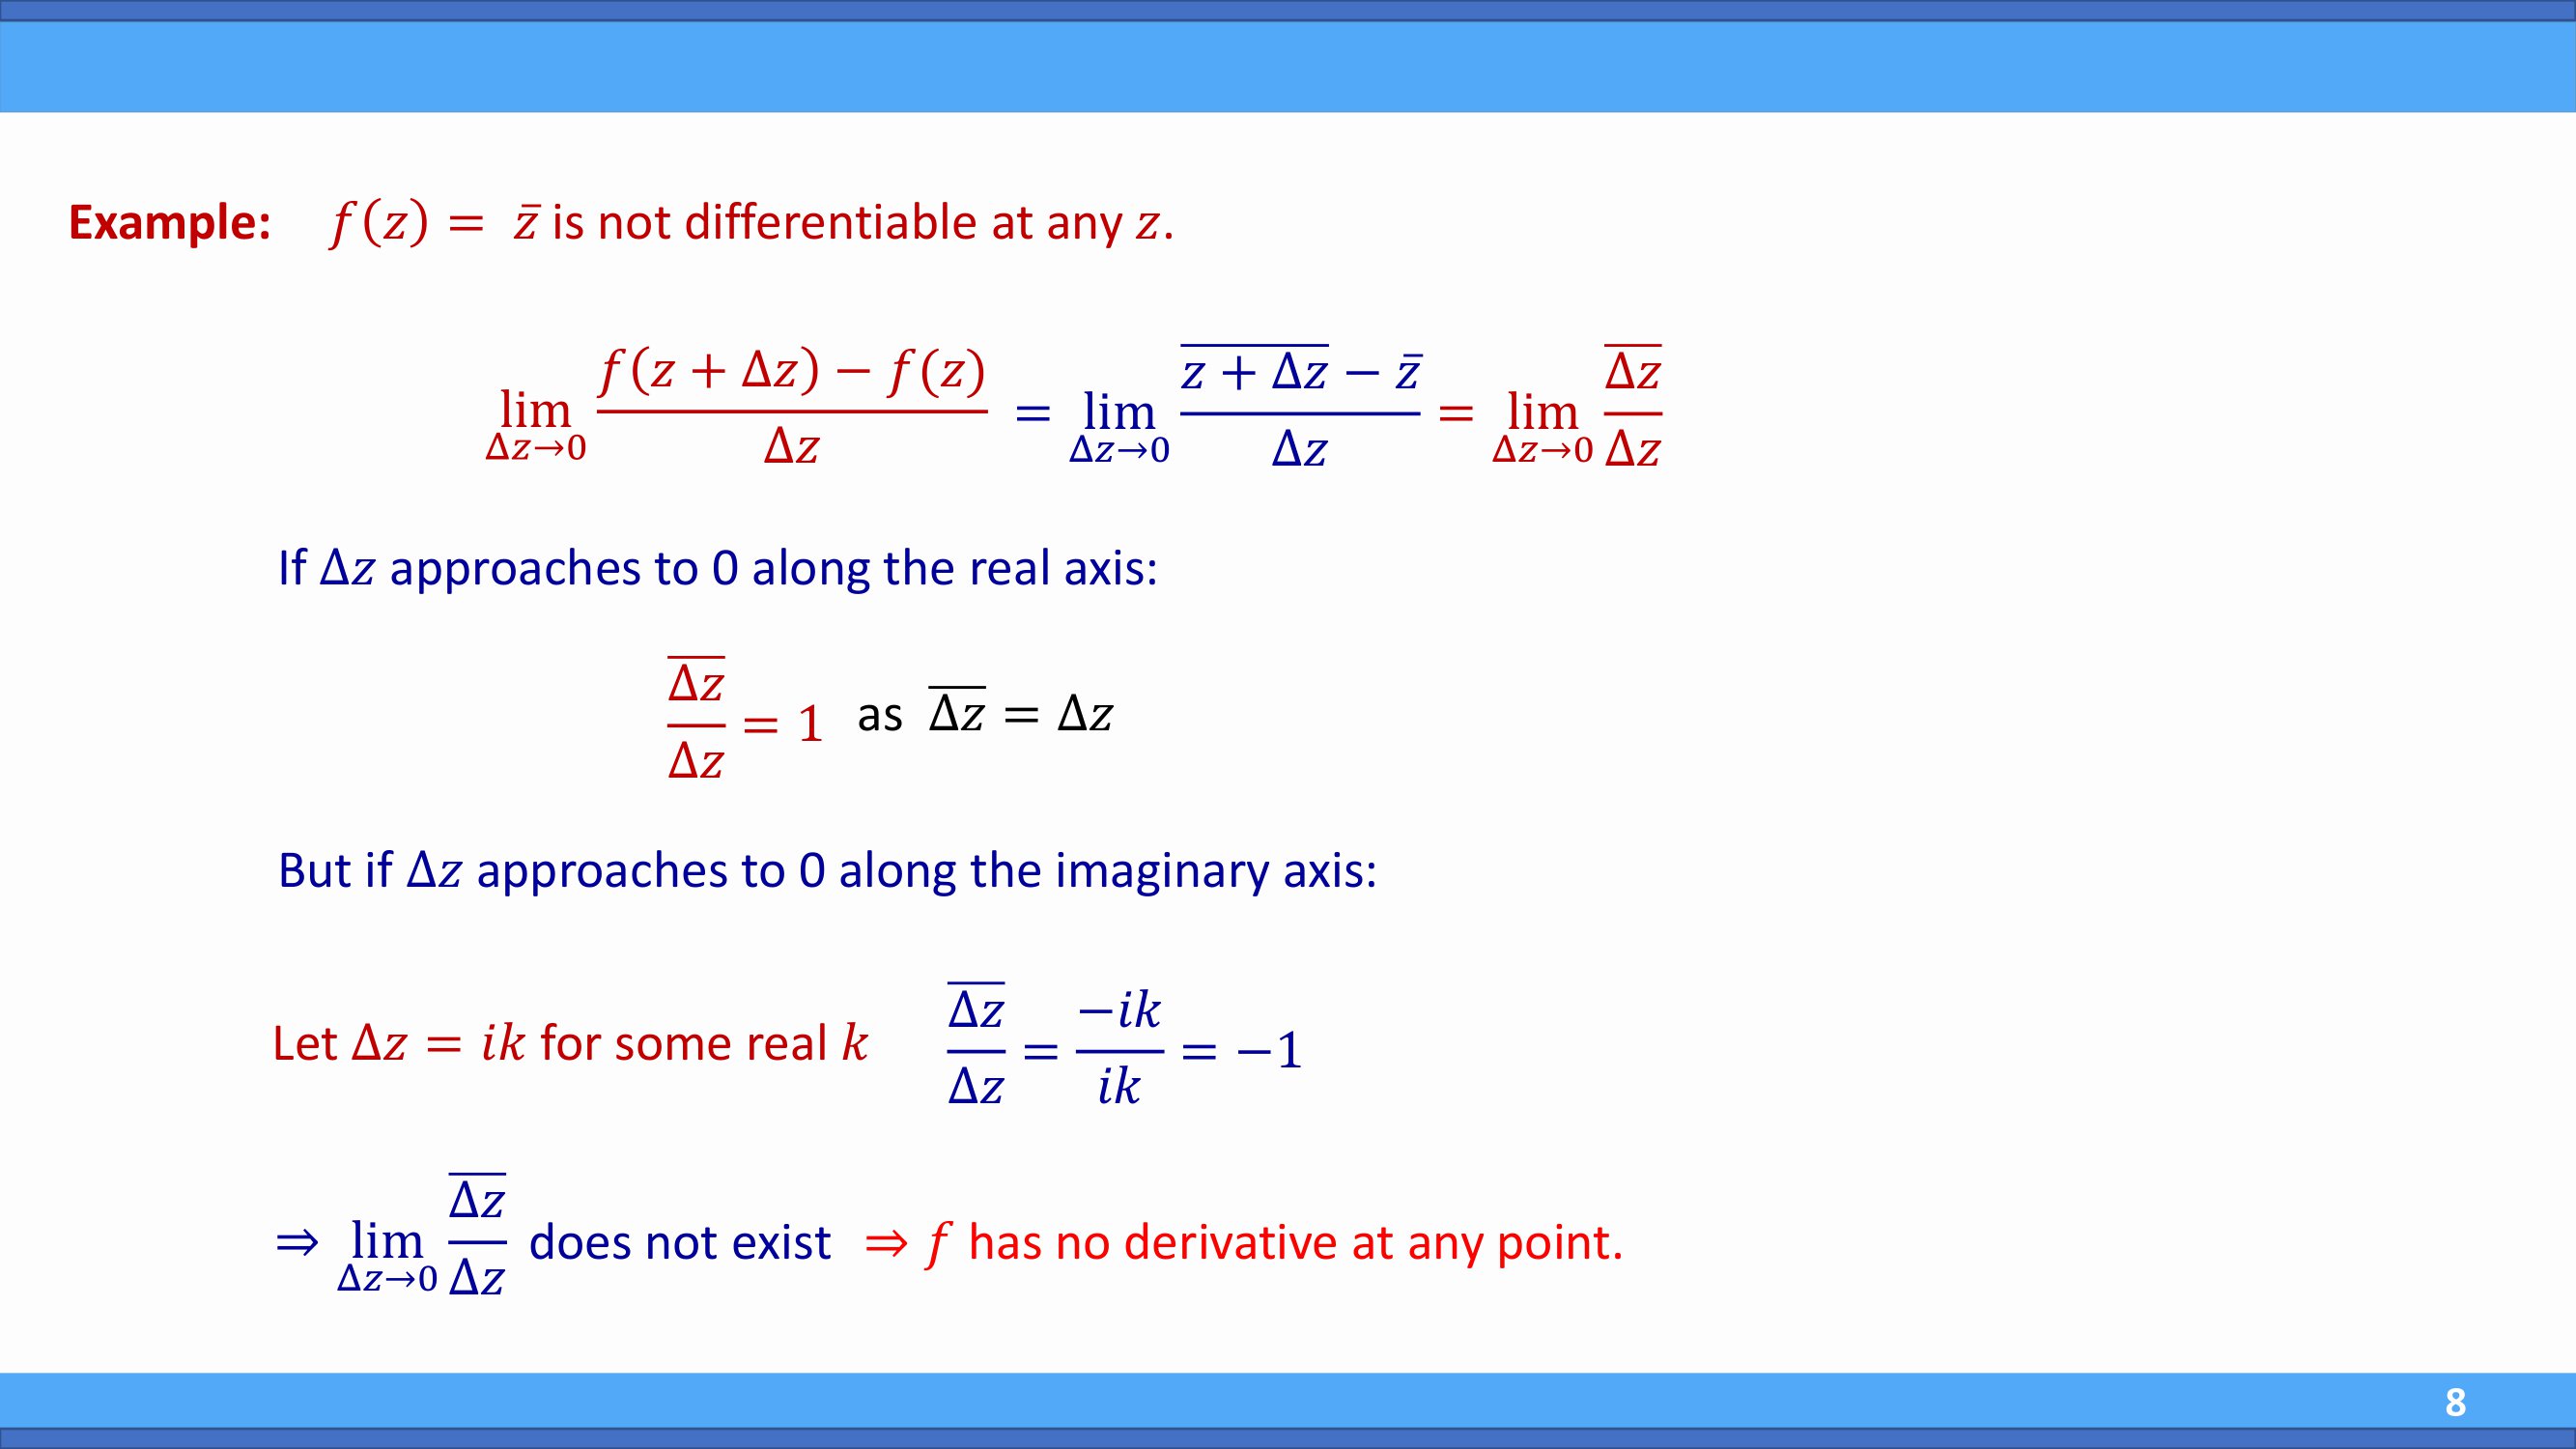 Example: $f(z) = \bar{z}$ is not differentiable at any $z$.
$\lim_{\Delta z \to 0} \frac{f(z + \Delta z) - f(z)}{\Delta z} = \lim_{\Delta z \to 0} \frac{\overline{z + \Delta z} - \bar{z}}{\Delta z} = \lim_{\Delta z \to 0} \frac{\overline{\Delta z}}{\Delta z}$
If $\Delta z$ approaches to 0 along the real axis:
$\frac{\overline{\Delta z}}{\Delta z} = 1$ as $\overline{\Delta z} = \Delta z$
But if $\Delta z$ approaches to 0 along the imaginary axis:
Let $\Delta z = ik$ for some real $k$ $\frac{\overline{\Delta z}}{\Delta z} = \frac{-ik}{ik} = -1$
$\Rightarrow \lim_{\Delta z \to 0} \frac{\overline{\Delta z}}{\Delta z}$ does not exist $\Rightarrow f$ has no derivative at any point.
8